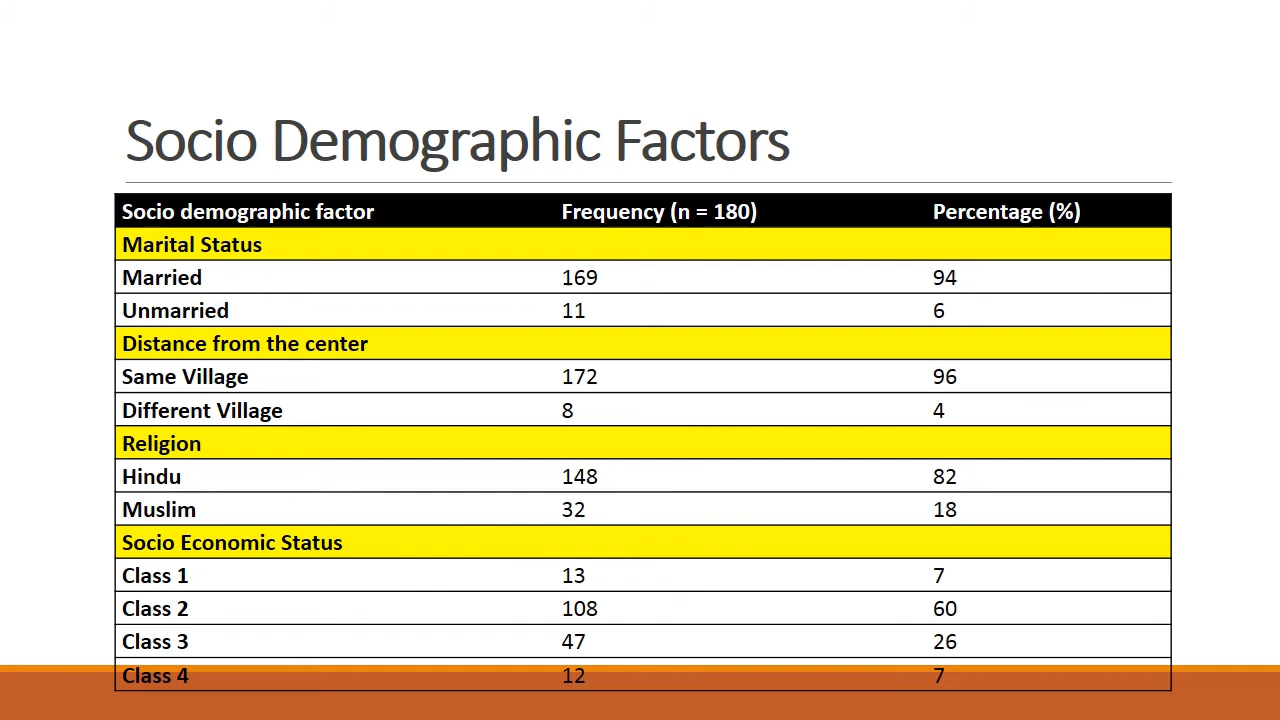 Socio Demographic Factors
Socio demographic factor Frequency (n = 180) Percentage (%)
Marital Status
Married 169 94
Unmarried 11 6
Distance from the center
Same Village 172 96
Different Village 8 4
Religion
Hindu 148 82
Muslim 32 18
Socio Economic Status
Class 1 13 7
Class 2 108 60
Class 3 47 26
Class 4 12 7